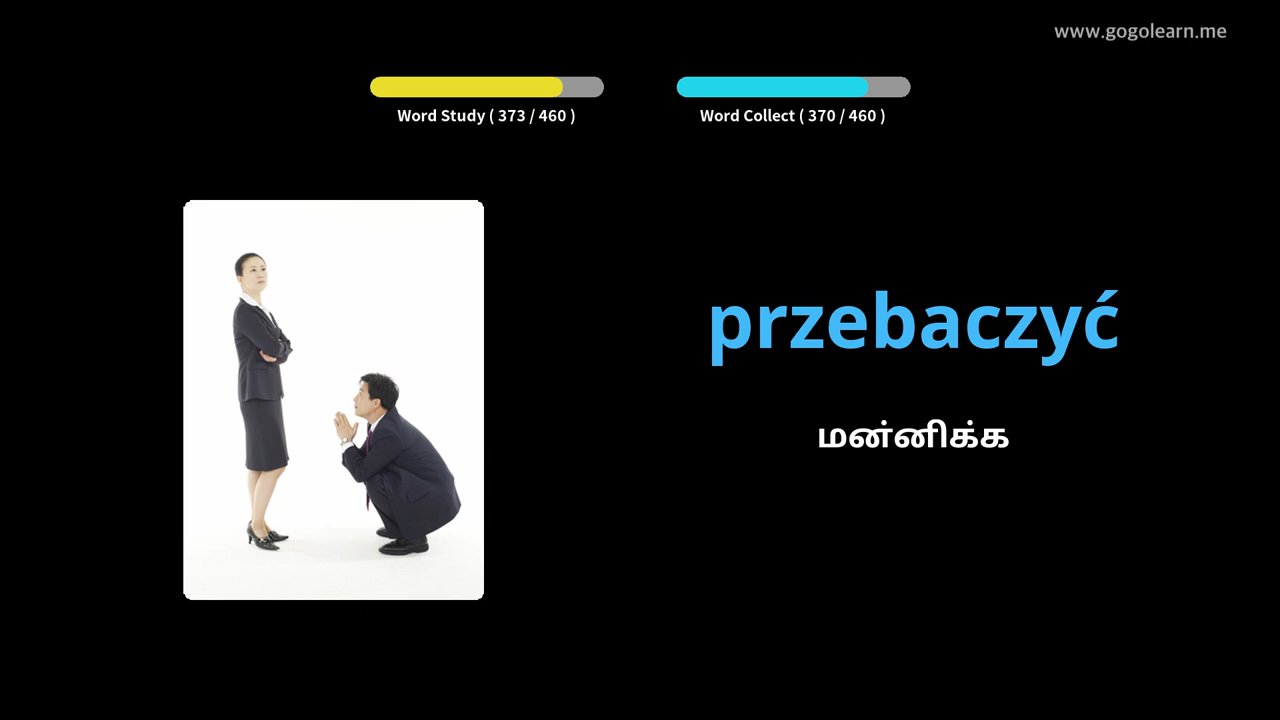 www.gogolearn.me
Word Study ( 373 / 460 )
Word Collect ( 370 / 460 )
przebaczyć
மன்னிக்க